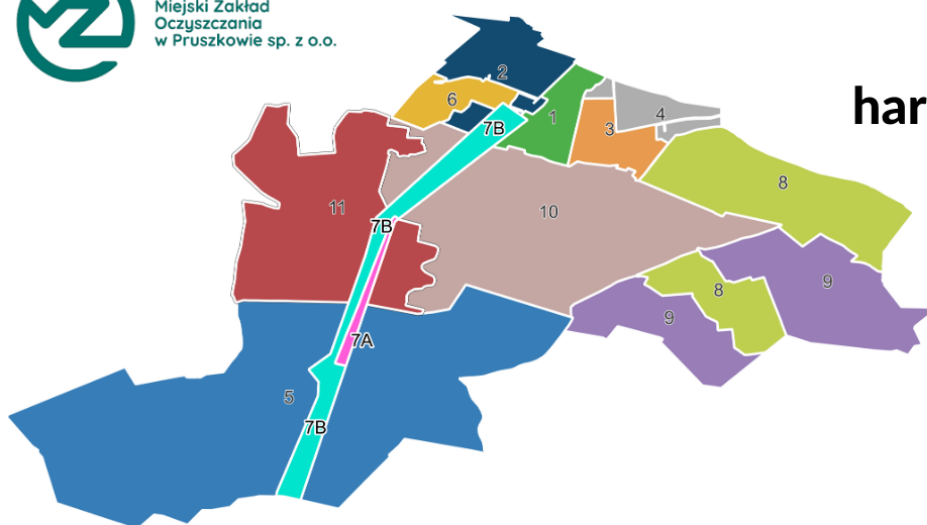 Miejski Zakład
Oczyszczania
w Pruszkowie sp. z o.o.
har
2
6
1
3
4
7B
8
11
10
7B
9
8
9
7A
5
7B